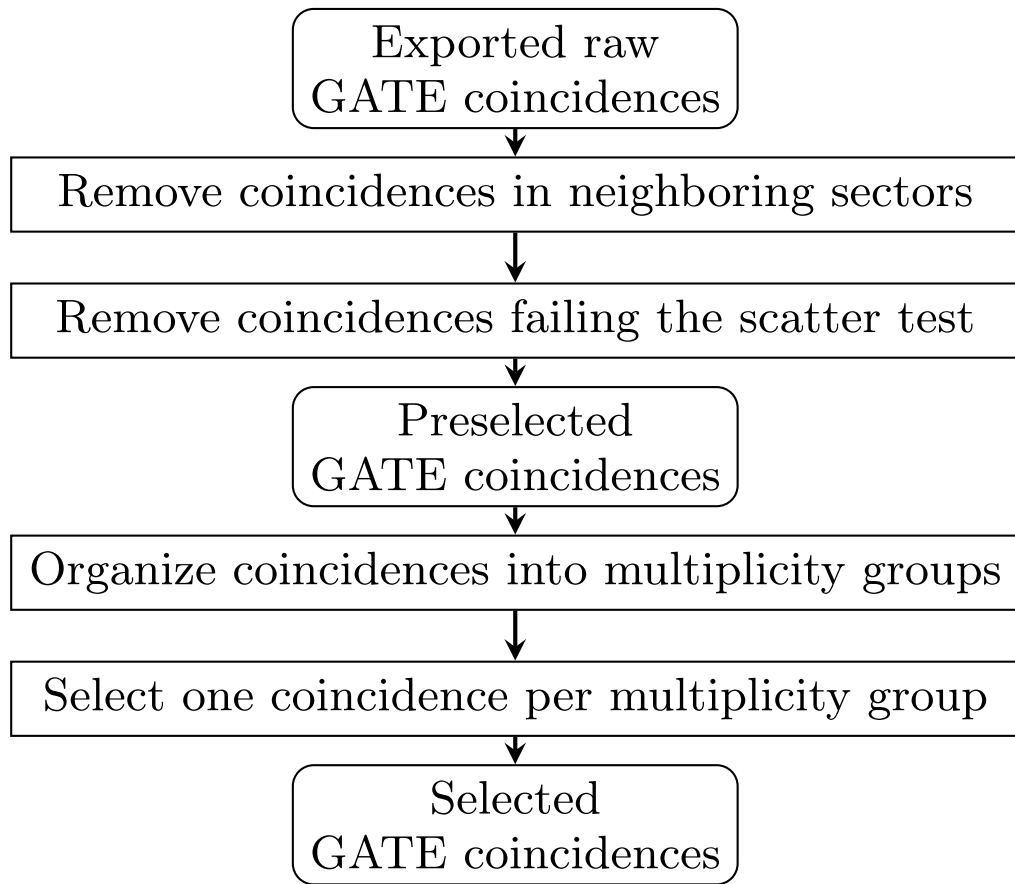 Exported raw
GATE coincidences
Remove coincidences in neighboring sectors
Remove coincidences failing the scatter test
Preselected
GATE coincidences
Organize coincidences into multiplicity groups
Select one coincidence per multiplicity group
Selected
GATE coincidences